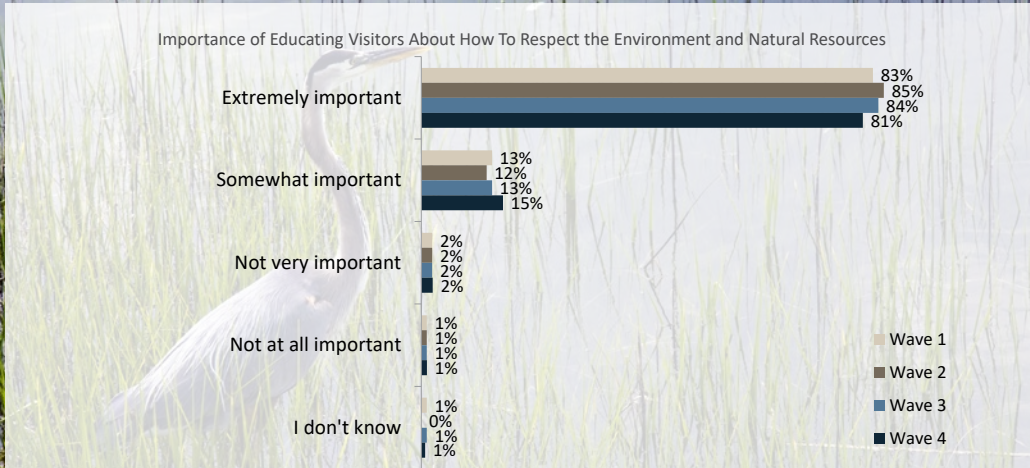 Importance of Educating Visitors About How To Respect the Environment and Natural Resources
Extremely important
83%
85%
84%
81%
Somewhat important
13%
12%
13%
15%
Not very important
2%
2%
2%
2%
Not at all important
1%
1%
1%
1%
I don't know
1%
0%
1%
1%
Wave 1
Wave 2
Wave 3
Wave 4